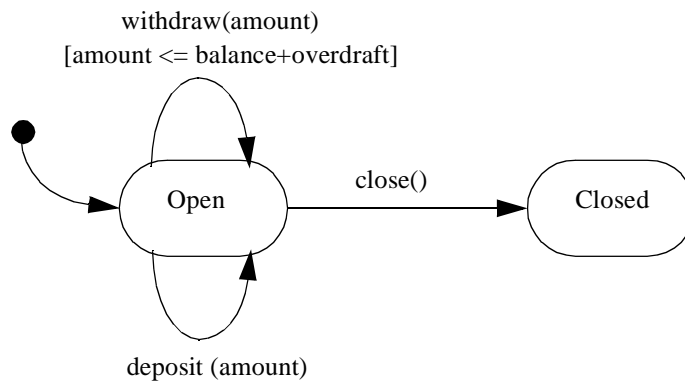 withdraw(amount)
[amount <= balance+overdraft]
Open
close()
Closed
deposit (amount)